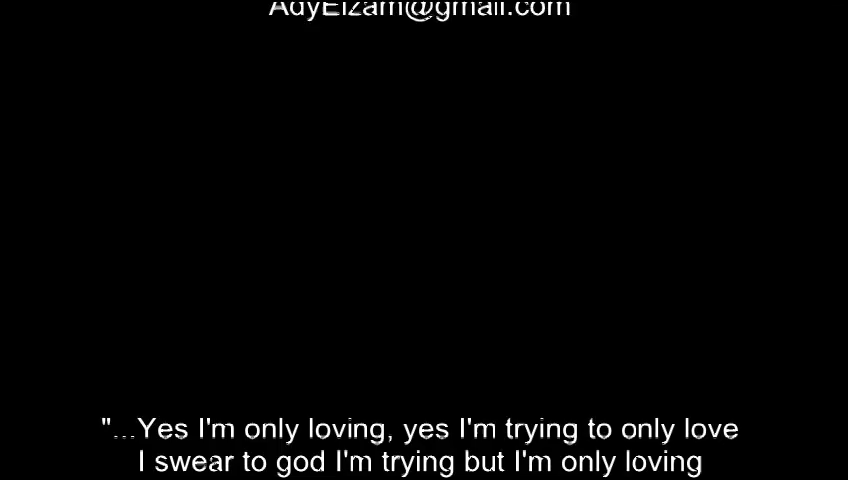 AdyElzam@gmail.com
"...Yes I'm only loving, yes I'm trying to only love
I swear to god I'm trying but I'm only loving